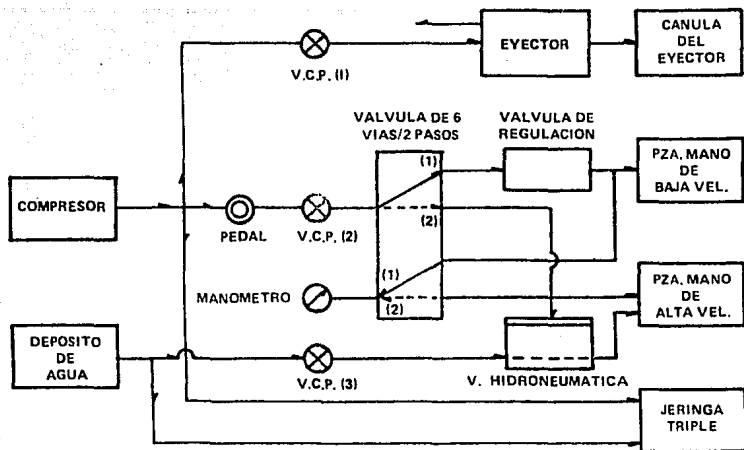 EYECTOR
CANULA
DEL
EYECTOR
V.C.P. (1)
VALVULA DE 6
VIAS/2 PASOS
VALVULA DE
REGULACION
(1)
PZA. MANO
DE
BAJA VEL.
COMPRESOR
PEDAL
V.C.P. (2)
(2)
(1)
MANOMETRO
(2)
PZA. MANO
DE
ALTA VEL.
DEPOSITO
DE
AGUA
V.C.P. (3)
V. HIDRONEUMATICA
JERINGA
TRIPLE